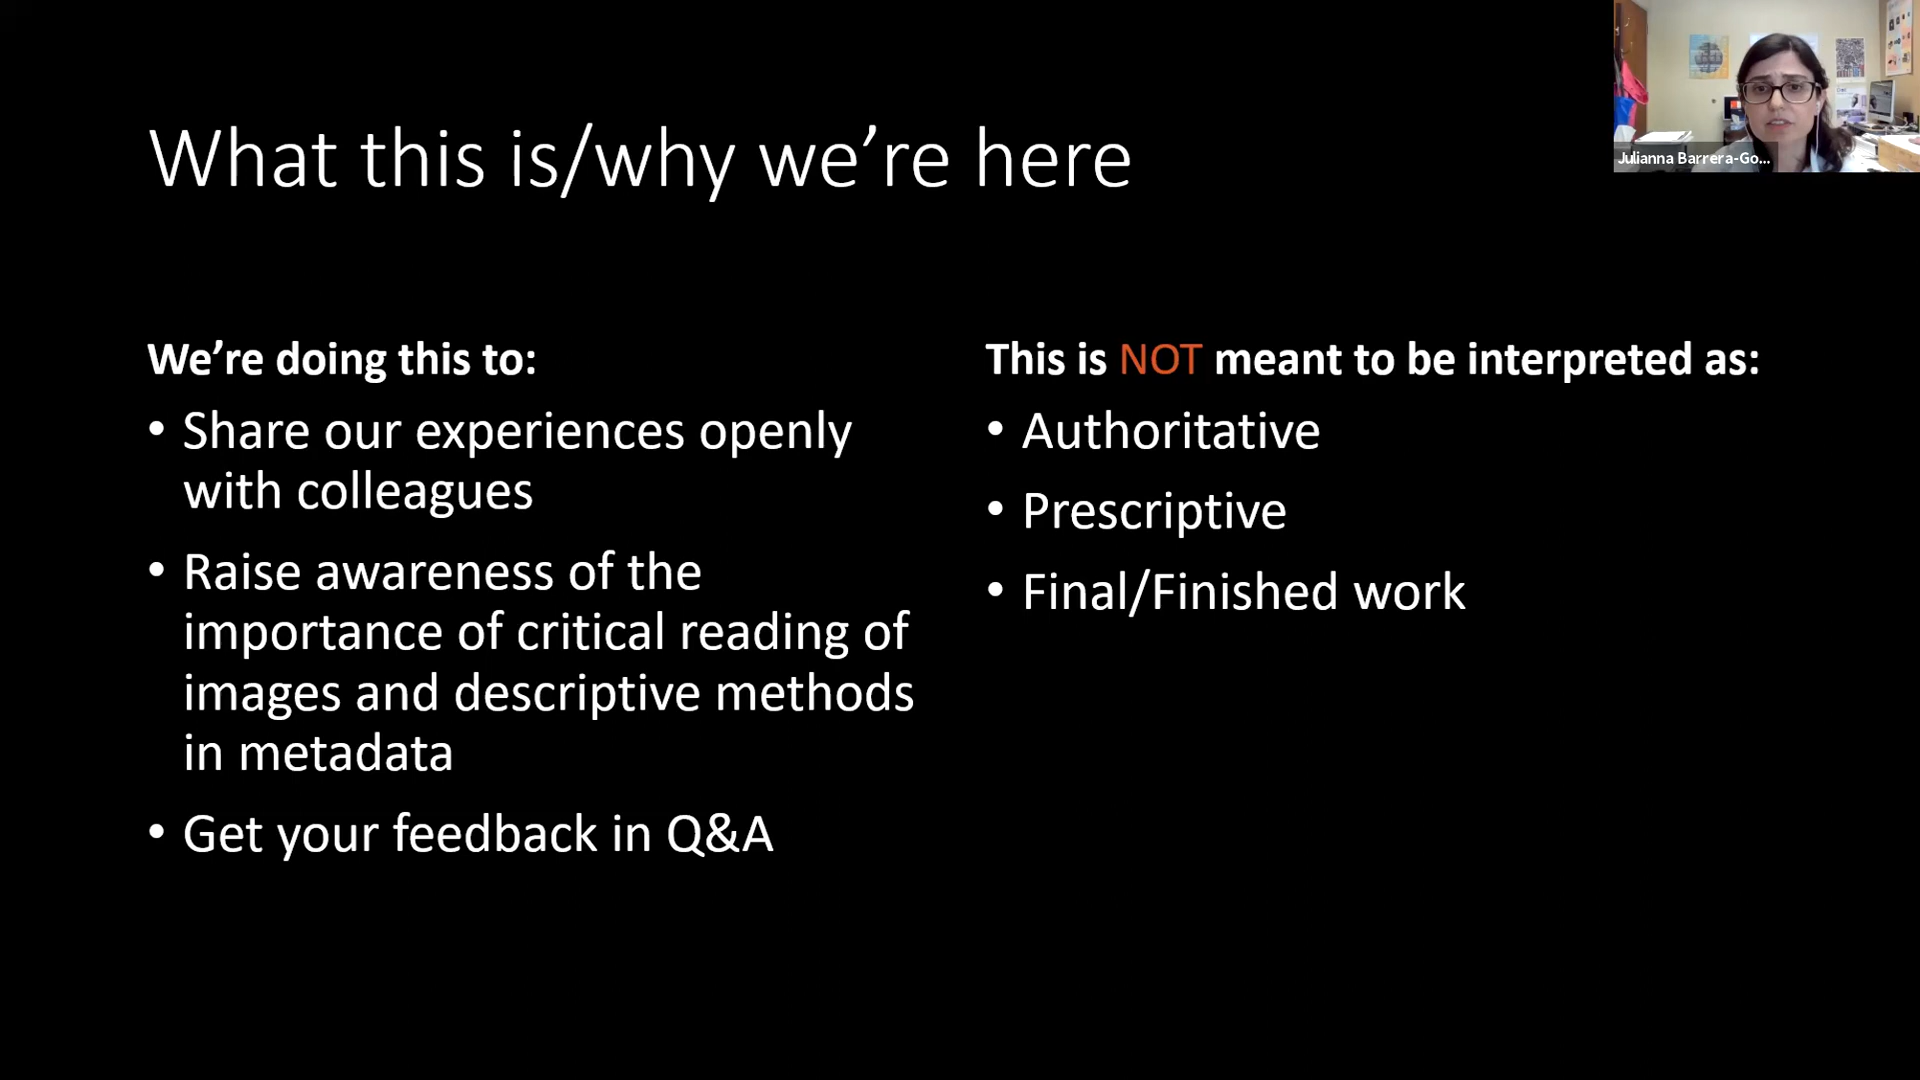 What this is/why we’re here
Julianna Barrera-Go...
We’re doing this to:
• Share our experiences openly
with colleagues
• Raise awareness of the
importance of critical reading of
images and descriptive methods
in metadata
• Get your feedback in Q&A
This is NOT meant to be interpreted as:
• Authoritative
• Prescriptive
• Final/Finished work